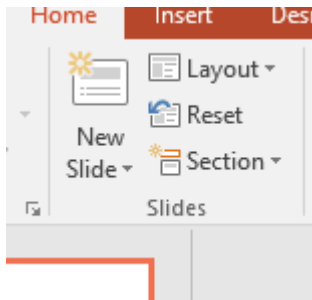 Home Insert
Layout
Reset
New
Slide
Section
Slides